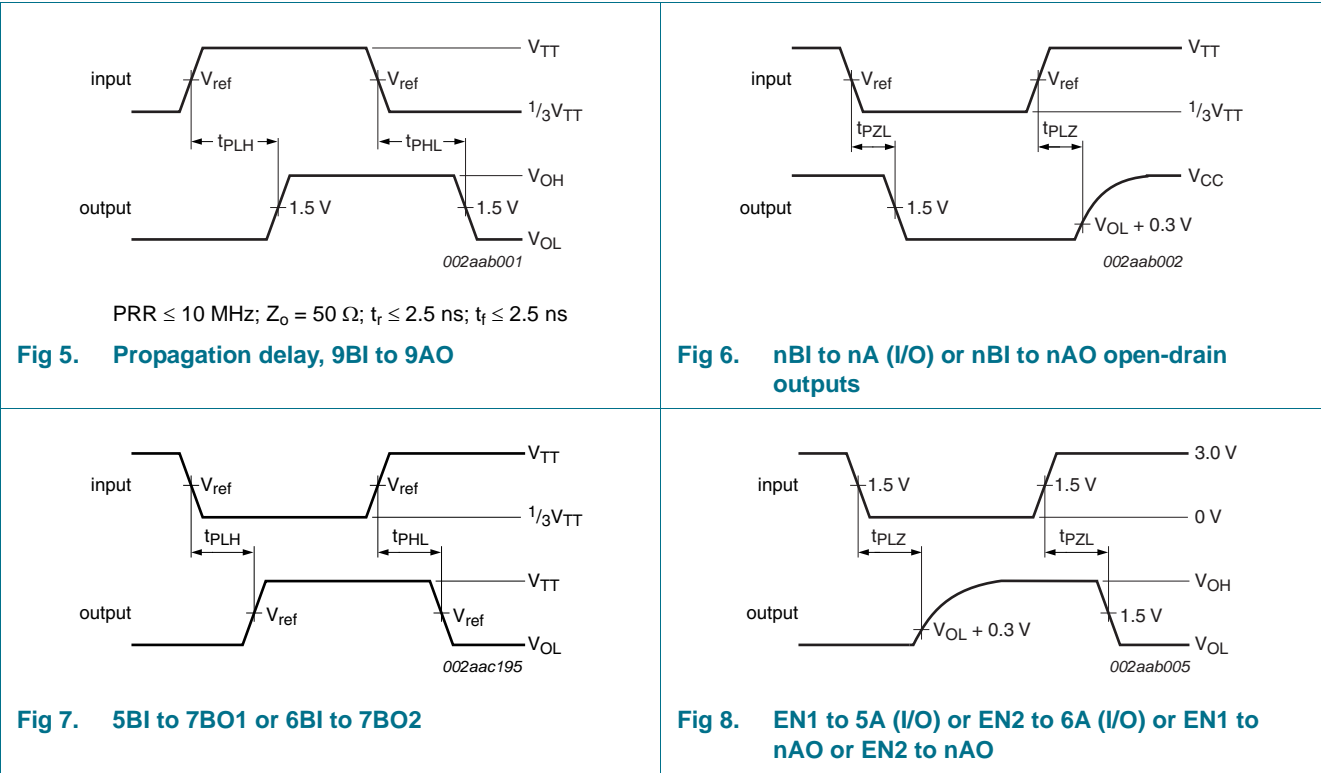 V_TT
input V_ref V_ref
1/3V_TT
t_PLH t_PHL
V_OH
output 1.5 V 1.5 V
V_OL
002aab001
PRR ≤ 10 MHz; Z_o = 50 Ω; t_r ≤ 2.5 ns; t_f ≤ 2.5 ns
Fig 5. Propagation delay, 9BI to 9AO
V_TT
input V_ref V_ref
1/3V_TT
t_PZL t_PLZ
V_CC
output 1.5 V
V_OL + 0.3 V
002aab002
Fig 6. nBI to nA (I/O) or nBI to nAO open-drain
outputs
V_TT
input V_ref V_ref
1/3V_TT
t_PLH t_PHL
V_TT
output V_ref V_ref
V_OL
002aac195
Fig 7. 5BI to 7BO1 or 6BI to 7BO2
3.0 V
input 1.5 V 1.5 V
0 V
t_PLZ t_PZL
V_OH
output 1.5 V
V_OL + 0.3 V
V_OL
002aab005
Fig 8. EN1 to 5A (I/O) or EN2 to 6A (I/O) or EN1 to
nAO or EN2 to nAO